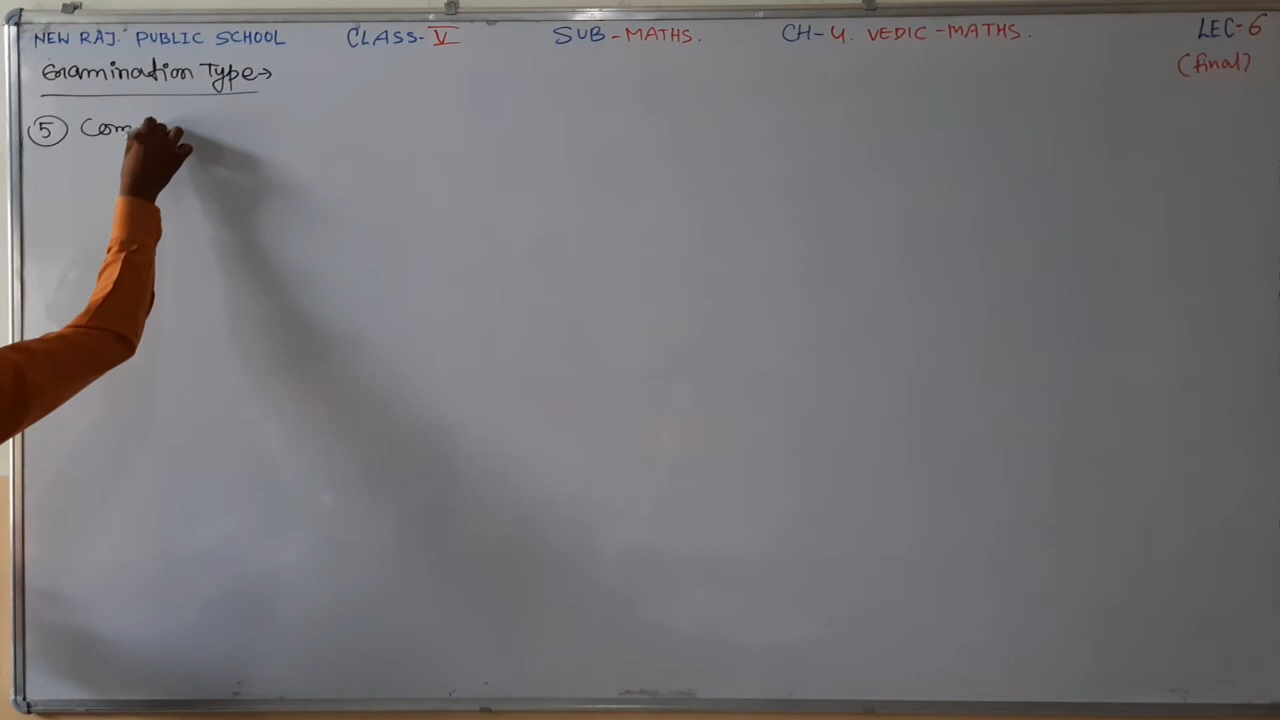 NEW RAJ. PUBLIC SCHOOL CLASS-V SUB-MATHS. CH-4. VEDIC-MATHS. LEC-6
(final)
Examination Type→
5 Com